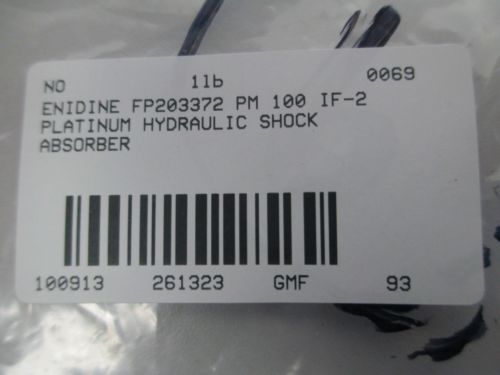 NO 1lb 0069
ENIDINE FP203372 PM 100 IF-2
PLATINUM HYDRAULIC SHOCK
ABSORBER
100913 261323 GMF 93